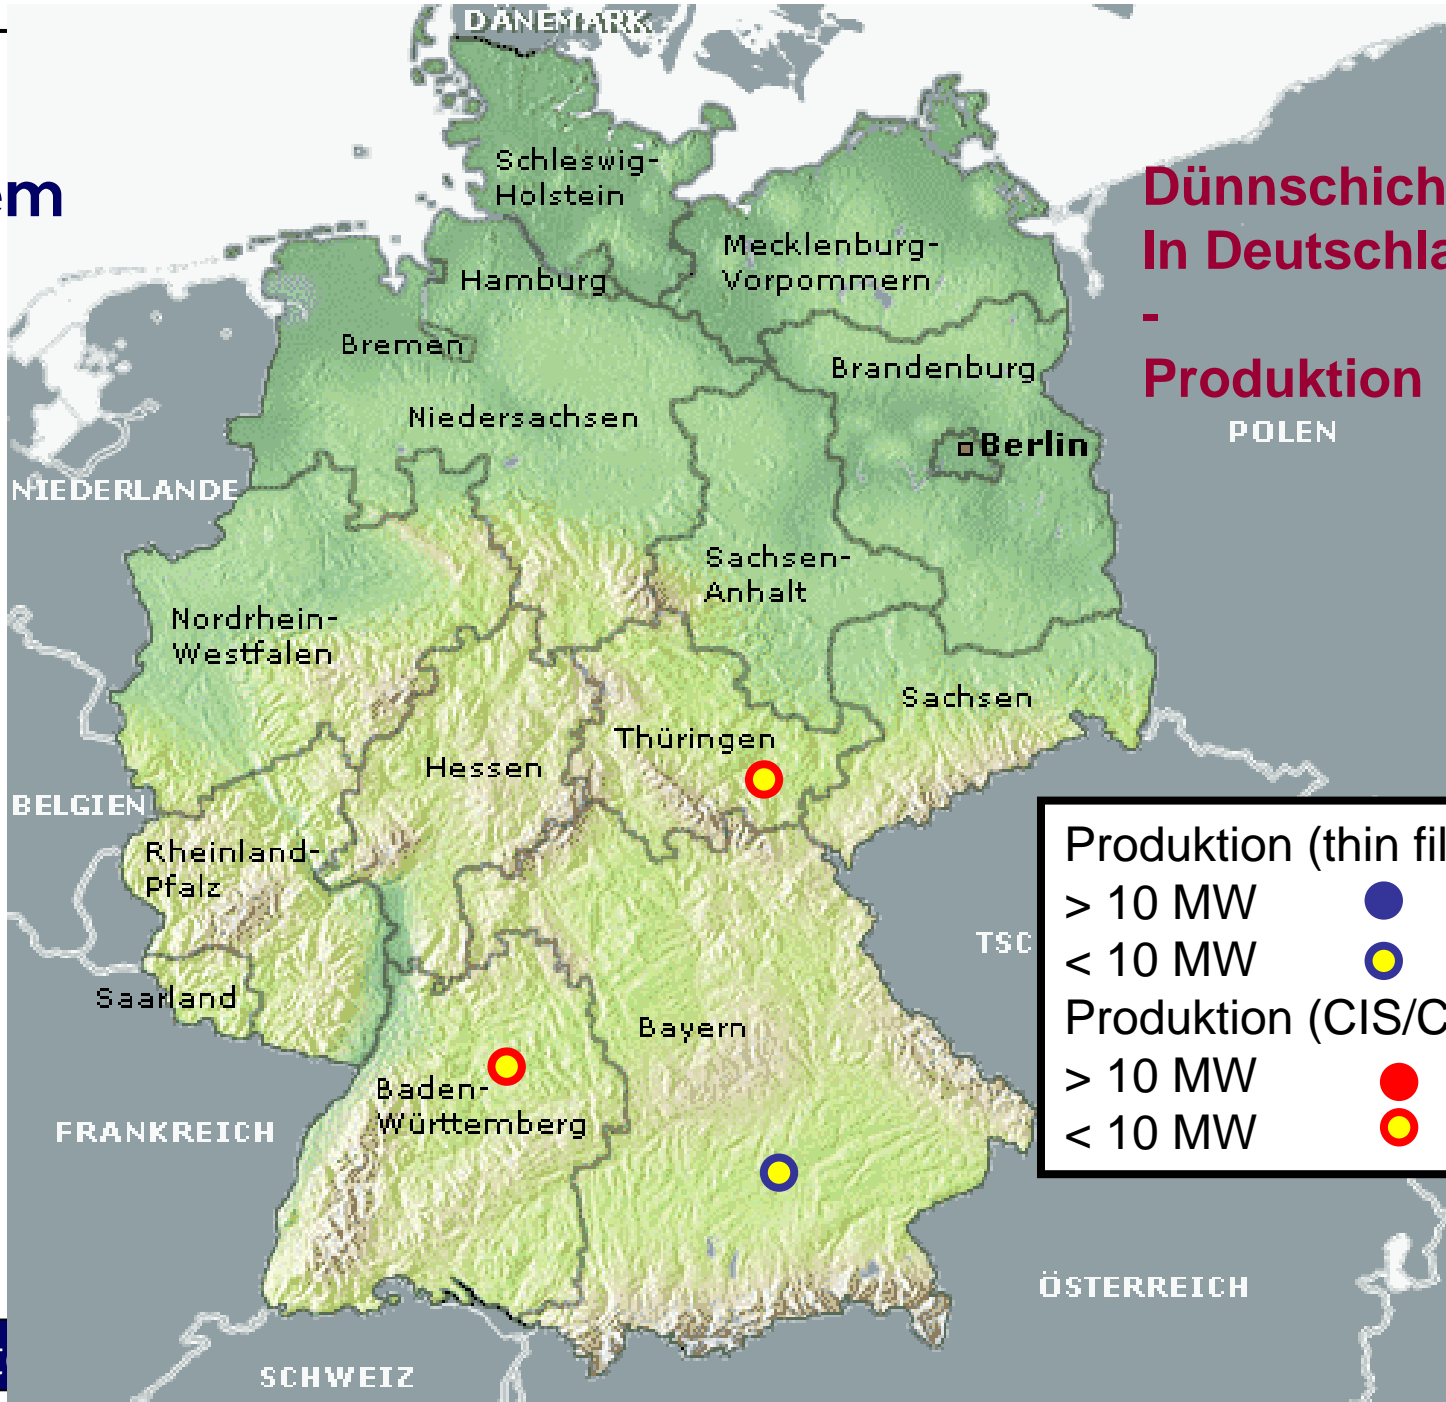 DÄNEMARK
em
Schleswig-
Holstein
Dünnschich
In Deutschla
-
Produktion
Mecklenburg-
Vorpommern
Hamburg
Bremen
Brandenburg
Niedersachsen
Berlin
POLEN
NIEDERLANDE
Sachsen-
Anhalt
Nordrhein-
Westfalen
Sachsen
Thüringen
Hessen
BELGIEN
Rheinland-
Pfalz
Produktion (thin fil
> 10 MW
< 10 MW
Produktion (CIS/C
> 10 MW
< 10 MW
TSC
Saarland
Bayern
Baden-
Württemberg
FRANKREICH
ÖSTERREICH
SCHWEIZ